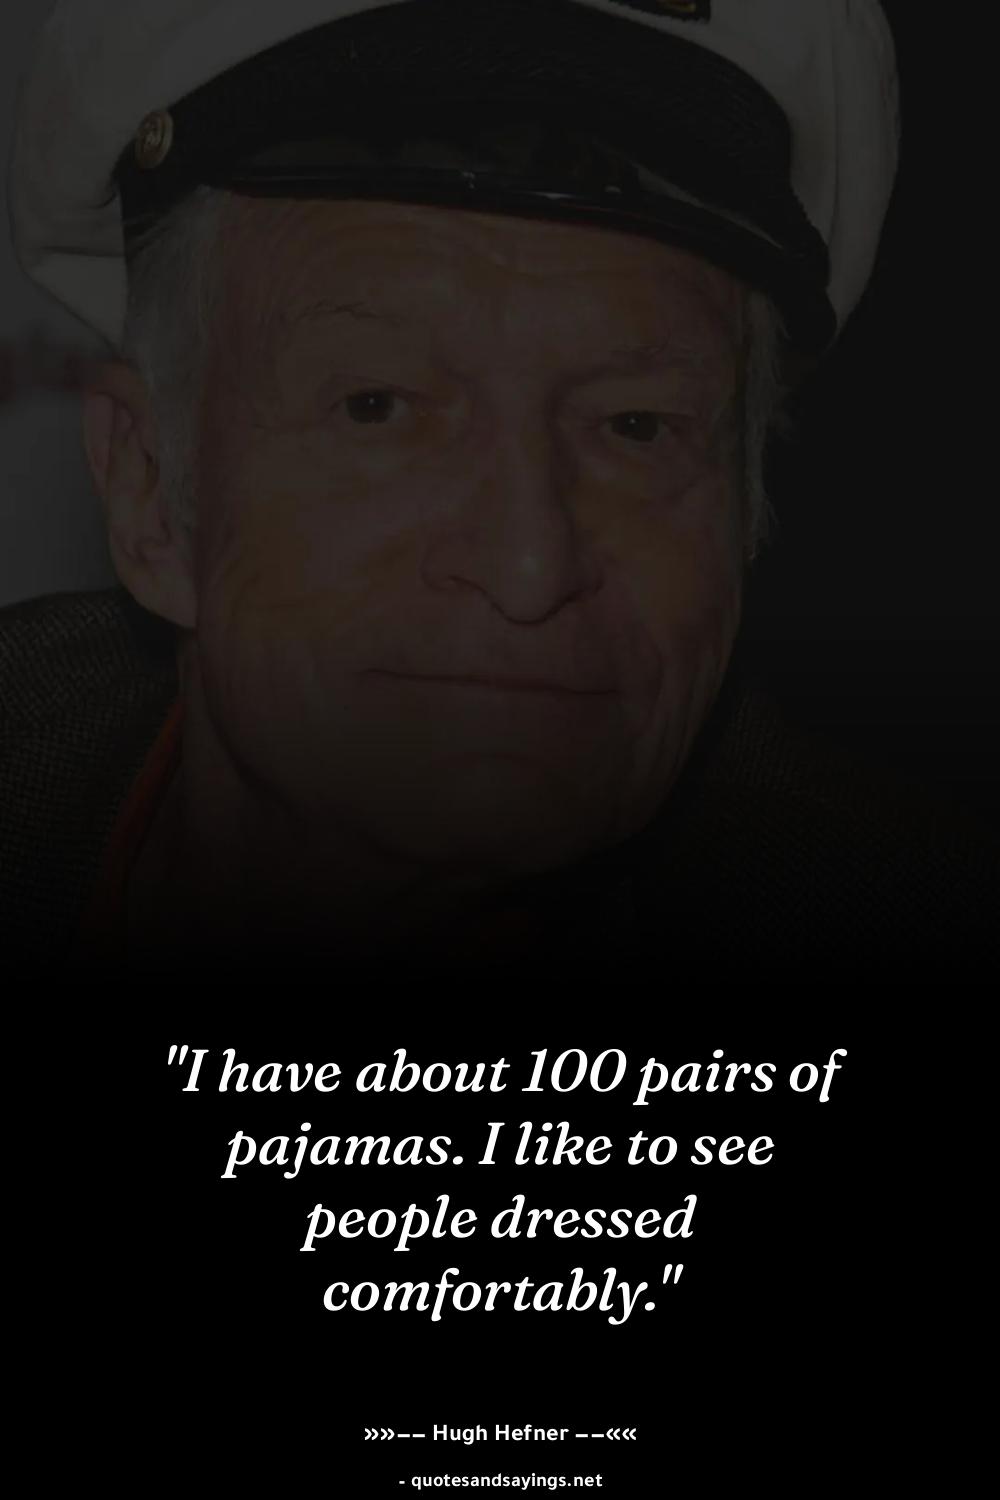 "I have about 100 pairs of
pajamas. I like to see
people dressed
comfortably."
»»−− Hugh Hefner −−««
- quotesandsayings.net